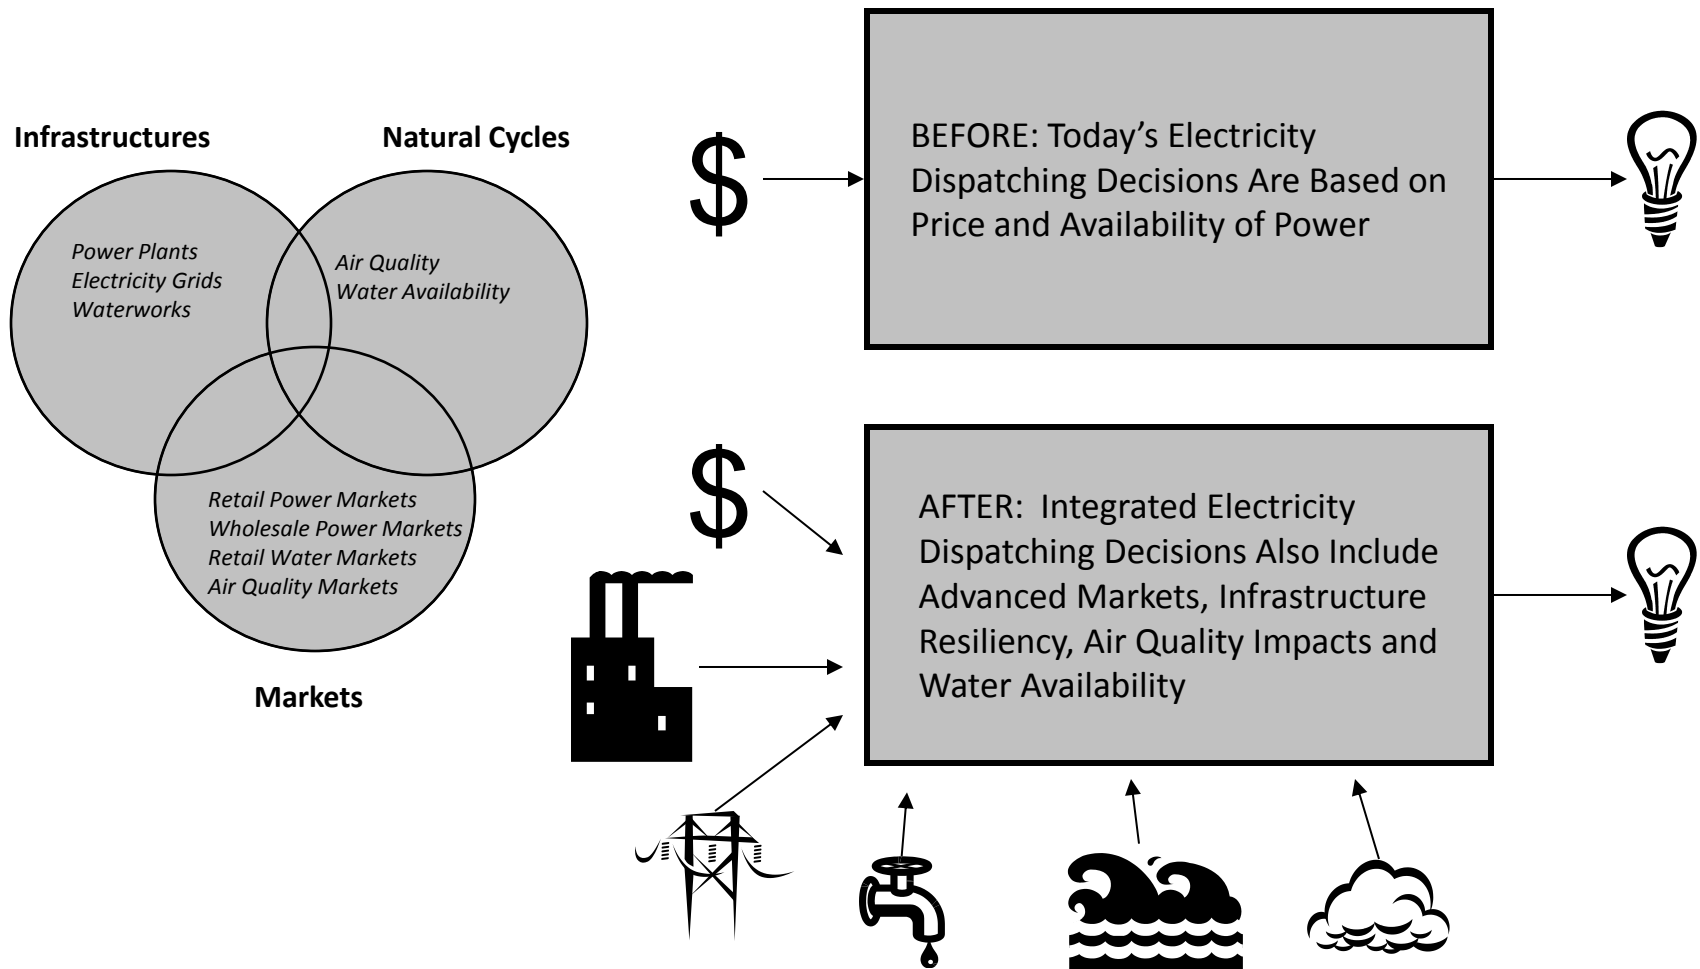 Infrastructures
Natural Cycles
Power Plants
Electricity Grids
Waterworks
Air Quality
Water Availability
Retail Power Markets
Wholesale Power Markets
Retail Water Markets
Air Quality Markets
Markets
$
BEFORE: Today’s Electricity
Dispatching Decisions Are Based on
Price and Availability of Power
$
AFTER:  Integrated Electricity
Dispatching Decisions Also Include
Advanced Markets, Infrastructure
Resiliency, Air Quality Impacts and
Water Availability